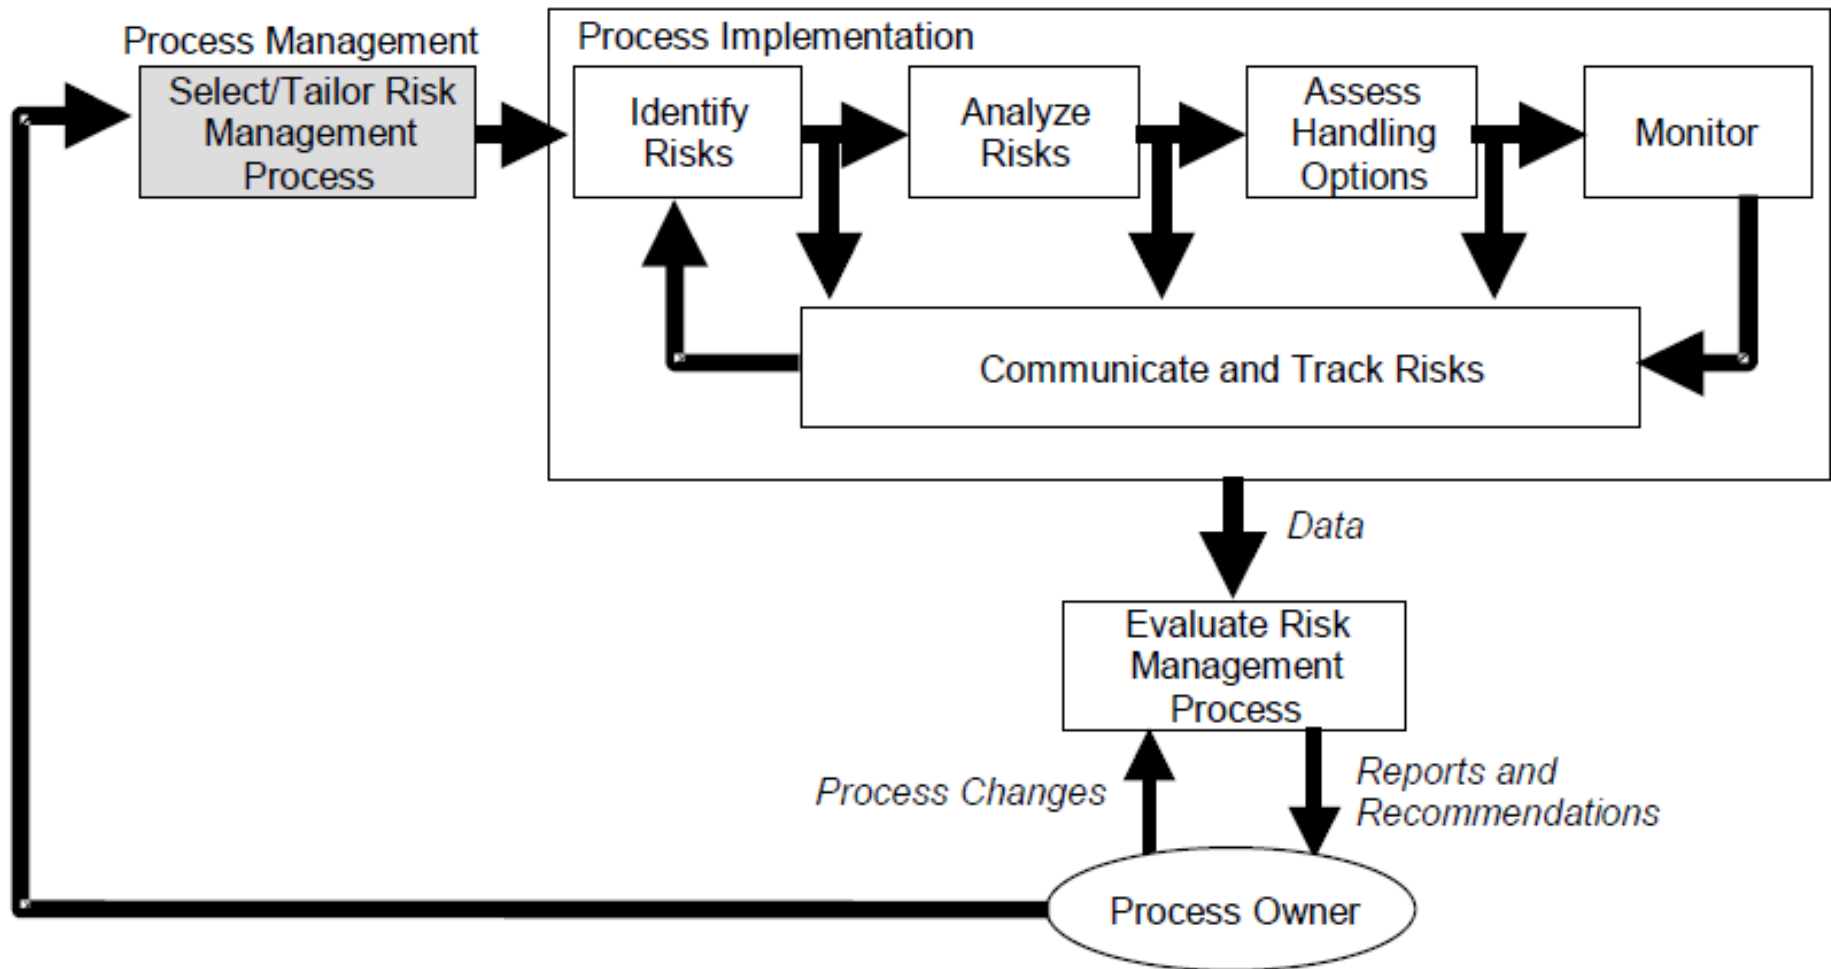 Process Management
Select/Tailor Risk
Management
Process
Process Implementation
Identify
Risks
Analyze
Risks
Assess
Handling
Options
Monitor
Communicate and Track Risks
Data
Evaluate Risk
Management
Process
Process Changes
Reports and
Recommendations
Process Owner